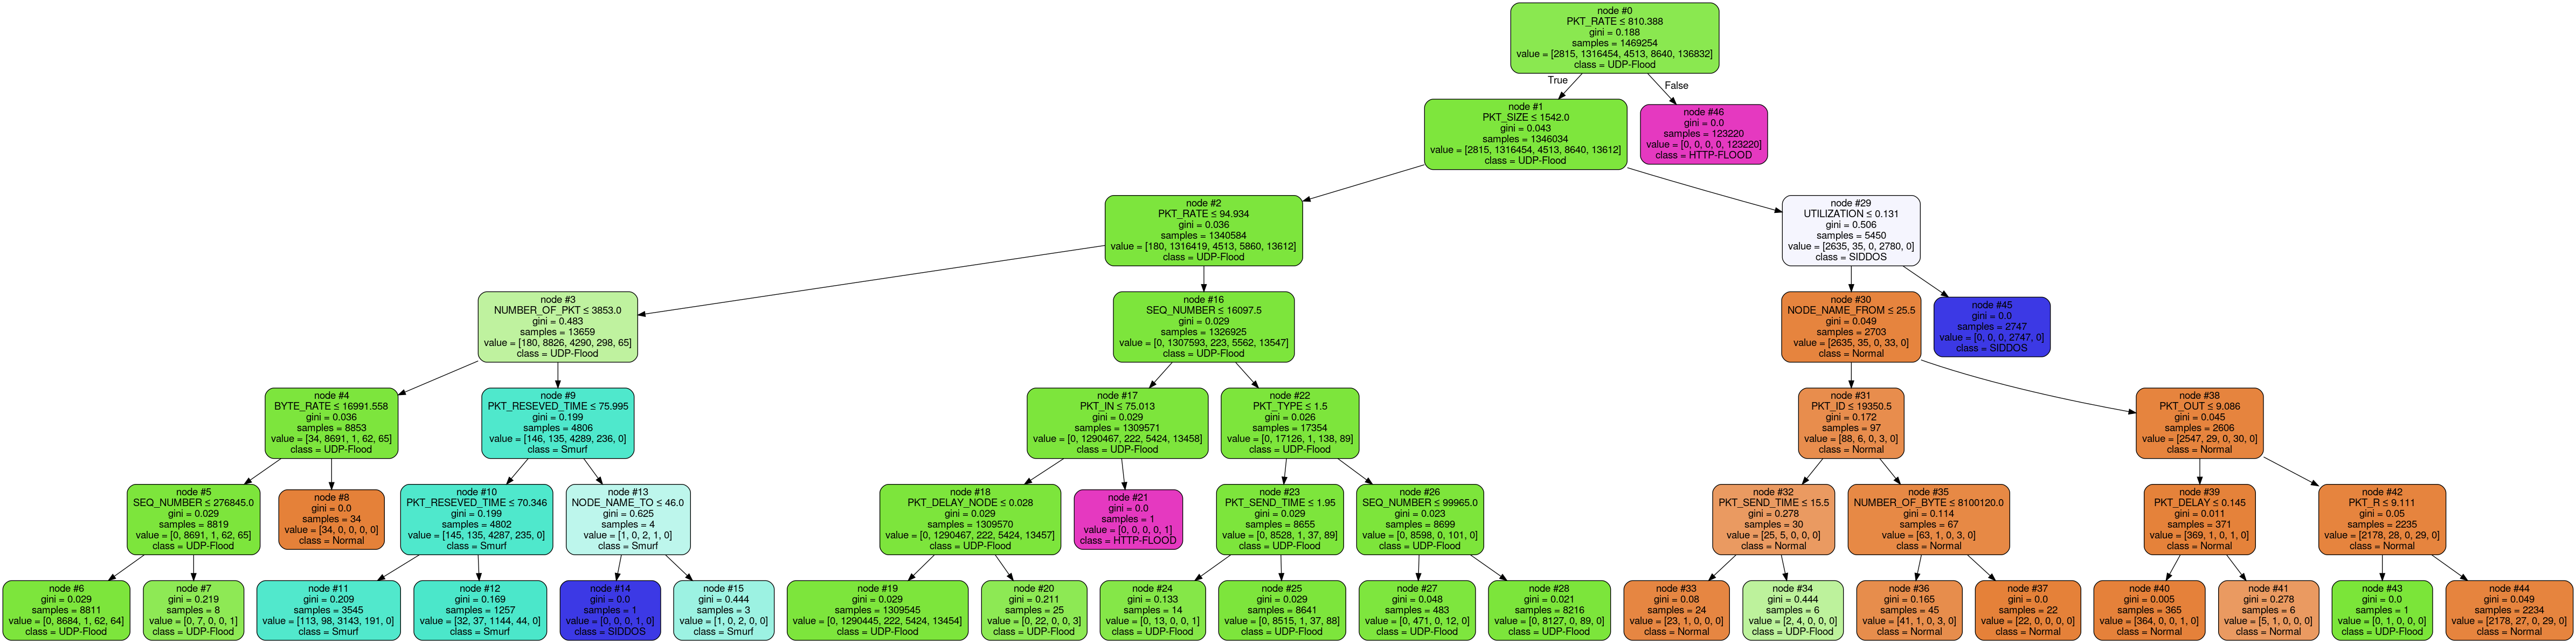 node #0
PKT_RATE ≤ 810.388
gini = 0.188
samples = 1469254
value = [2815, 1316454, 4513, 8640, 136832]
class = UDP-Flood
True
False
node #1
PKT_SIZE ≤ 1542.0
gini = 0.043
samples = 1346034
value = [2815, 1316454, 4513, 8640, 13612]
class = UDP-Flood
node #46
gini = 0.0
samples = 123220
value = [0, 0, 0, 0, 123220]
class = HTTP-FLOOD
node #2
PKT_RATE ≤ 94.934
gini = 0.036
samples = 1340584
value = [180, 1316419, 4513, 5860, 13612]
class = UDP-Flood
node #29
UTILIZATION ≤ 0.131
gini = 0.506
samples = 5450
value = [2635, 35, 0, 2780, 0]
class = SIDDOS
node #3
NUMBER_OF_PKT ≤ 3853.0
gini = 0.483
samples = 13659
value = [180, 8826, 4290, 298, 65]
class = UDP-Flood
node #16
SEQ_NUMBER ≤ 16097.5
gini = 0.029
samples = 1326925
value = [0, 1307593, 223, 5562, 13547]
class = UDP-Flood
node #30
NODE_NAME_FROM ≤ 25.5
gini = 0.049
samples = 2703
value = [2635, 35, 0, 33, 0]
class = Normal
node #45
gini = 0.0
samples = 2747
value = [0, 0, 0, 2747, 0]
class = SIDDOS
node #4
BYTE_RATE ≤ 16991.558
gini = 0.036
samples = 8853
value = [34, 8691, 1, 62, 65]
class = UDP-Flood
node #9
PKT_RESEVED_TIME ≤ 75.995
gini = 0.199
samples = 4806
value = [146, 135, 4289, 236, 0]
class = Smurf
node #17
PKT_IN ≤ 75.013
gini = 0.029
samples = 1309571
value = [0, 1290467, 222, 5424, 13458]
class = UDP-Flood
node #22
PKT_TYPE ≤ 1.5
gini = 0.026
samples = 17354
value = [0, 17126, 1, 138, 89]
class = UDP-Flood
node #31
PKT_ID ≤ 19350.5
gini = 0.172
samples = 97
value = [88, 6, 0, 3, 0]
class = Normal
node #38
PKT_OUT ≤ 9.086
gini = 0.045
samples = 2606
value = [2547, 29, 0, 30, 0]
class = Normal
node #5
SEQ_NUMBER ≤ 276845.0
gini = 0.029
samples = 8819
value = [0, 8691, 1, 62, 65]
class = UDP-Flood
node #8
gini = 0.0
samples = 34
value = [34, 0, 0, 0, 0]
class = Normal
node #10
PKT_RESEVED_TIME ≤ 70.346
gini = 0.199
samples = 4802
value = [145, 135, 4287, 235, 0]
class = Smurf
node #13
NODE_NAME_TO ≤ 46.0
gini = 0.625
samples = 4
value = [1, 0, 2, 1, 0]
class = Smurf
node #18
PKT_DELAY_NODE ≤ 0.028
gini = 0.029
samples = 1309570
value = [0, 1290467, 222, 5424, 13457]
class = UDP-Flood
node #21
gini = 0.0
samples = 1
value = [0, 0, 0, 0, 1]
class = HTTP-FLOOD
node #23
PKT_SEND_TIME ≤ 1.95
gini = 0.029
samples = 8655
value = [0, 8528, 1, 37, 89]
class = UDP-Flood
node #26
SEQ_NUMBER ≤ 99965.0
gini = 0.023
samples = 8699
value = [0, 8598, 0, 101, 0]
class = UDP-Flood
node #32
PKT_SEND_TIME ≤ 15.5
gini = 0.278
samples = 30
value = [25, 5, 0, 0, 0]
class = Normal
node #35
NUMBER_OF_BYTE ≤ 8100120.0
gini = 0.114
samples = 67
value = [63, 1, 0, 3, 0]
class = Normal
node #39
PKT_DELAY ≤ 0.145
gini = 0.011
samples = 371
value = [369, 1, 0, 1, 0]
class = Normal
node #42
PKT_R ≤ 9.111
gini = 0.05
samples = 2235
value = [2178, 28, 0, 29, 0]
class = Normal
node #6
gini = 0.029
samples = 8811
value = [0, 8684, 1, 62, 64]
class = UDP-Flood
node #7
gini = 0.219
samples = 8
value = [0, 7, 0, 0, 1]
class = UDP-Flood
node #11
gini = 0.209
samples = 3545
value = [113, 98, 3143, 191, 0]
class = Smurf
node #12
gini = 0.169
samples = 1257
value = [32, 37, 1144, 44, 0]
class = Smurf
node #14
gini = 0.0
samples = 1
value = [0, 0, 0, 1, 0]
class = SIDDOS
node #15
gini = 0.444
samples = 3
value = [1, 0, 2, 0, 0]
class = Smurf
node #19
gini = 0.029
samples = 1309545
value = [0, 1290445, 222, 5424, 13454]
class = UDP-Flood
node #20
gini = 0.211
samples = 25
value = [0, 22, 0, 0, 3]
class = UDP-Flood
node #24
gini = 0.133
samples = 14
value = [0, 13, 0, 0, 1]
class = UDP-Flood
node #25
gini = 0.029
samples = 8641
value = [0, 8515, 1, 37, 88]
class = UDP-Flood
node #27
gini = 0.048
samples = 483
value = [0, 471, 0, 12, 0]
class = UDP-Flood
node #28
gini = 0.021
samples = 8216
value = [0, 8127, 0, 89, 0]
class = UDP-Flood
node #33
gini = 0.08
samples = 24
value = [23, 1, 0, 0, 0]
class = Normal
node #34
gini = 0.444
samples = 6
value = [2, 4, 0, 0, 0]
class = UDP-Flood
node #36
gini = 0.165
samples = 45
value = [41, 1, 0, 3, 0]
class = Normal
node #37
gini = 0.0
samples = 22
value = [22, 0, 0, 0, 0]
class = Normal
node #40
gini = 0.005
samples = 365
value = [364, 0, 0, 1, 0]
class = Normal
node #41
gini = 0.278
samples = 6
value = [5, 1, 0, 0, 0]
class = Normal
node #43
gini = 0.0
samples = 1
value = [0, 1, 0, 0, 0]
class = UDP-Flood
node #44
gini = 0.049
samples = 2234
value = [2178, 27, 0, 29, 0]
class = Normal